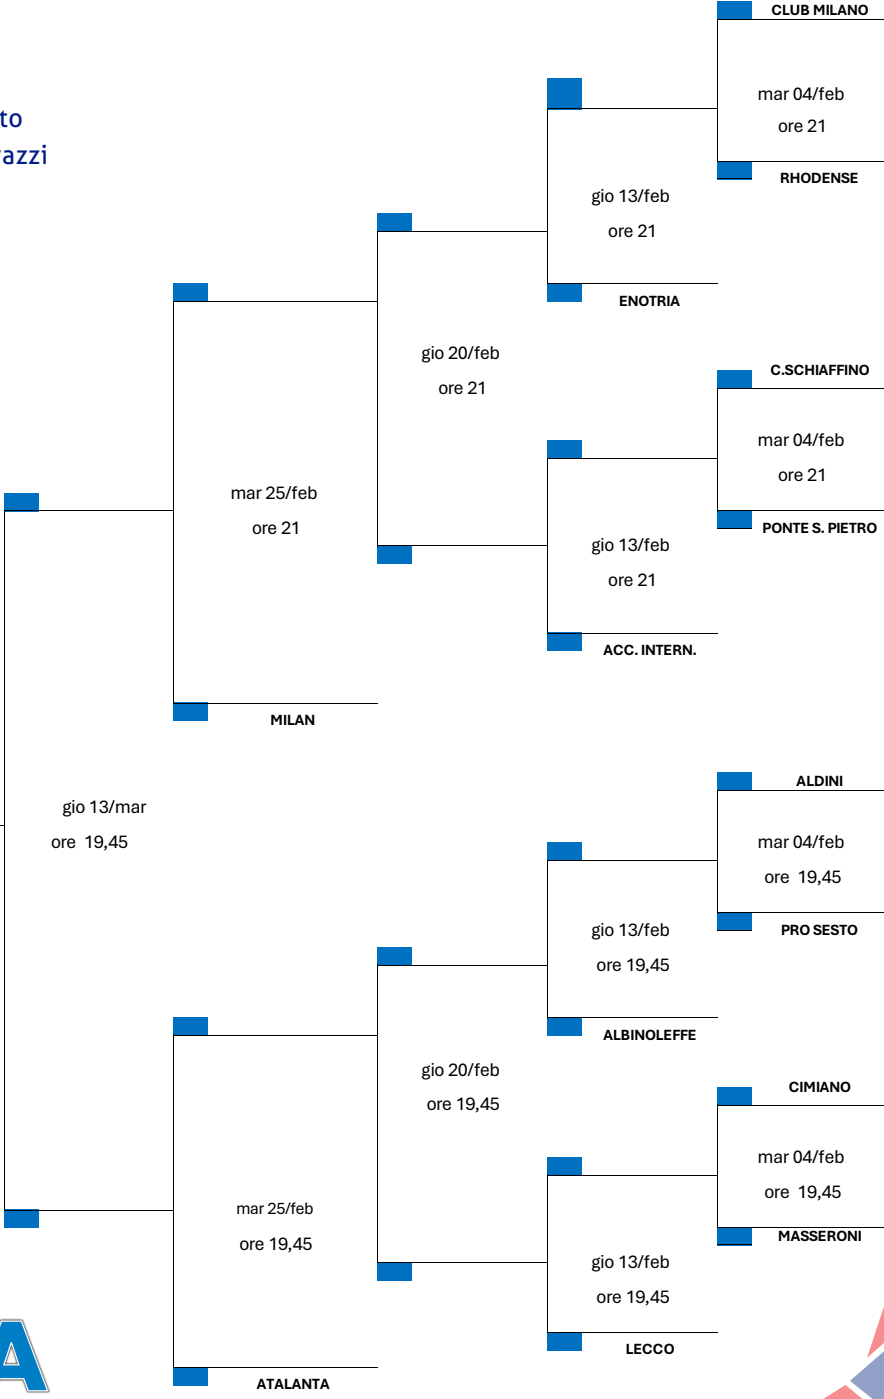 CLUB MILANO
mar 04/feb
ore 21
RHODENSE
to
azzi
gio 13/feb
ore 21
ENOTRIA
gio 20/feb
ore 21
C.SCHIAFFINO
mar 04/feb
ore 21
PONTE S. PIETRO
mar 25/feb
ore 21
gio 13/feb
ore 21
ACC. INTERN.
MILAN
gio 13/mar
ore 19,45
ALDINI
mar 04/feb
ore 19,45
PRO SESTO
gio 13/feb
ore 19,45
ALBINOLEFFE
gio 20/feb
ore 19,45
CIMIANO
mar 04/feb
ore 19,45
MASSERONI
mar 25/feb
ore 19,45
gio 13/feb
ore 19,45
LECCO
ATALANTA
A